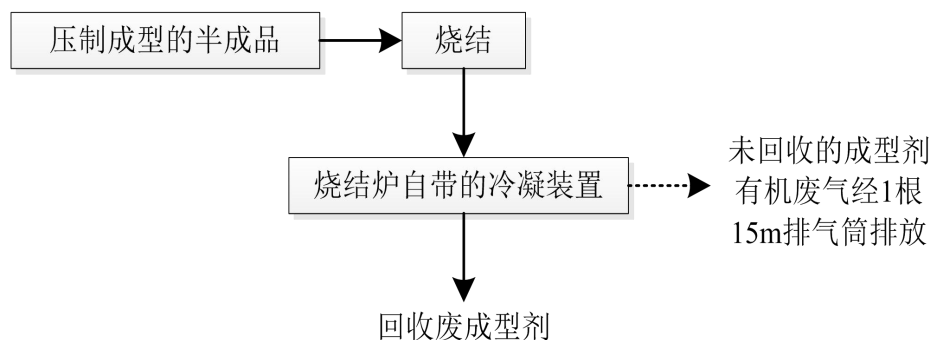 压制成型的半成品
烧结
烧结炉自带的冷凝装置
未回收的成型剂
有机废气经1根
15m排气筒排放
回收废成型剂